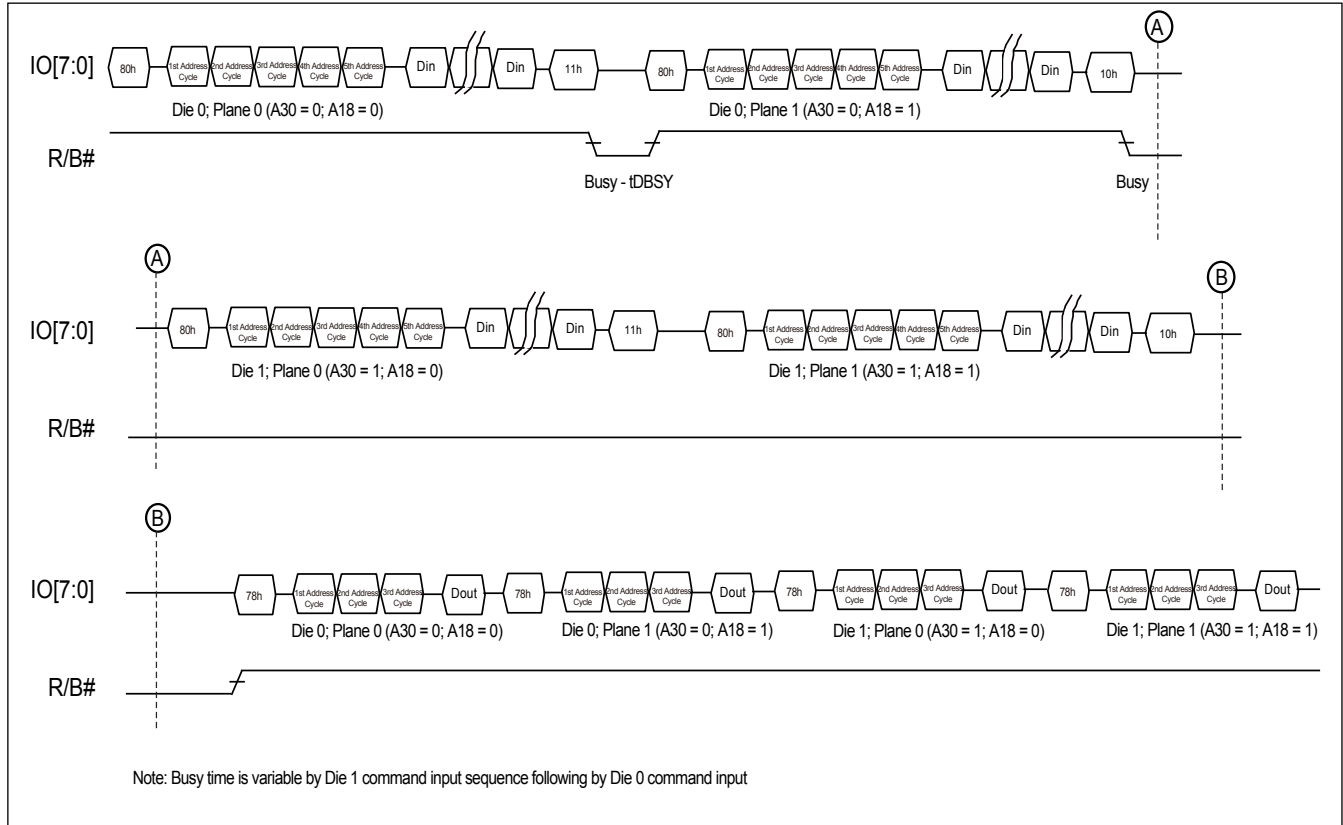 A
IO[7:0] 80h 1st Address Cycle 2nd Address Cycle 3rd Address Cycle 4th Address Cycle 5th Address Cycle Din Din 11h 80h 1st Address Cycle 2nd Address Cycle 3rd Address Cycle 4th Address Cycle 5th Address Cycle Din Din 10h
Die 0; Plane 0 (A30 = 0; A18 = 0) Die 0; Plane 1 (A30 = 0; A18 = 1)
R/B#
Busy - tDBSY Busy
A B
IO[7:0] 80h 1st Address Cycle 2nd Address Cycle 3rd Address Cycle 4th Address Cycle 5th Address Cycle Din Din 11h 80h 1st Address Cycle 2nd Address Cycle 3rd Address Cycle 4th Address Cycle 5th Address Cycle Din Din 10h
Die 1; Plane 0 (A30 = 1; A18 = 0) Die 1; Plane 1 (A30 = 1; A18 = 1)
R/B#
B
IO[7:0] 78h 1st Address Cycle 2nd Address Cycle 3rd Address Cycle Dout 78h 1st Address Cycle 2nd Address Cycle 3rd Address Cycle Dout 78h 1st Address Cycle 2nd Address Cycle 3rd Address Cycle Dout 78h 1st Address Cycle 2nd Address Cycle 3rd Address Cycle Dout
Die 0; Plane 0 (A30 = 0; A18 = 0) Die 0; Plane 1 (A30 = 0; A18 = 1) Die 1; Plane 0 (A30 = 1; A18 = 0) Die 1; Plane 1 (A30 = 1; A18 = 1)
R/B#
Note: Busy time is variable by Die 1 command input sequence following by Die 0 command input